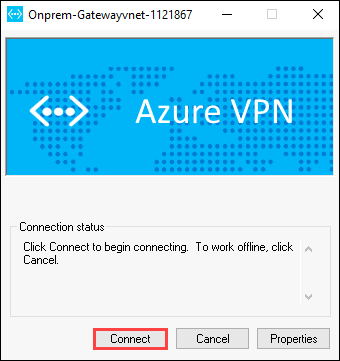 Onprem-Gatewayvnet-1121867
Azure VPN
Connection status
Click Connect to begin connecting.  To work offline, click
Cancel.
Connect Cancel Properties